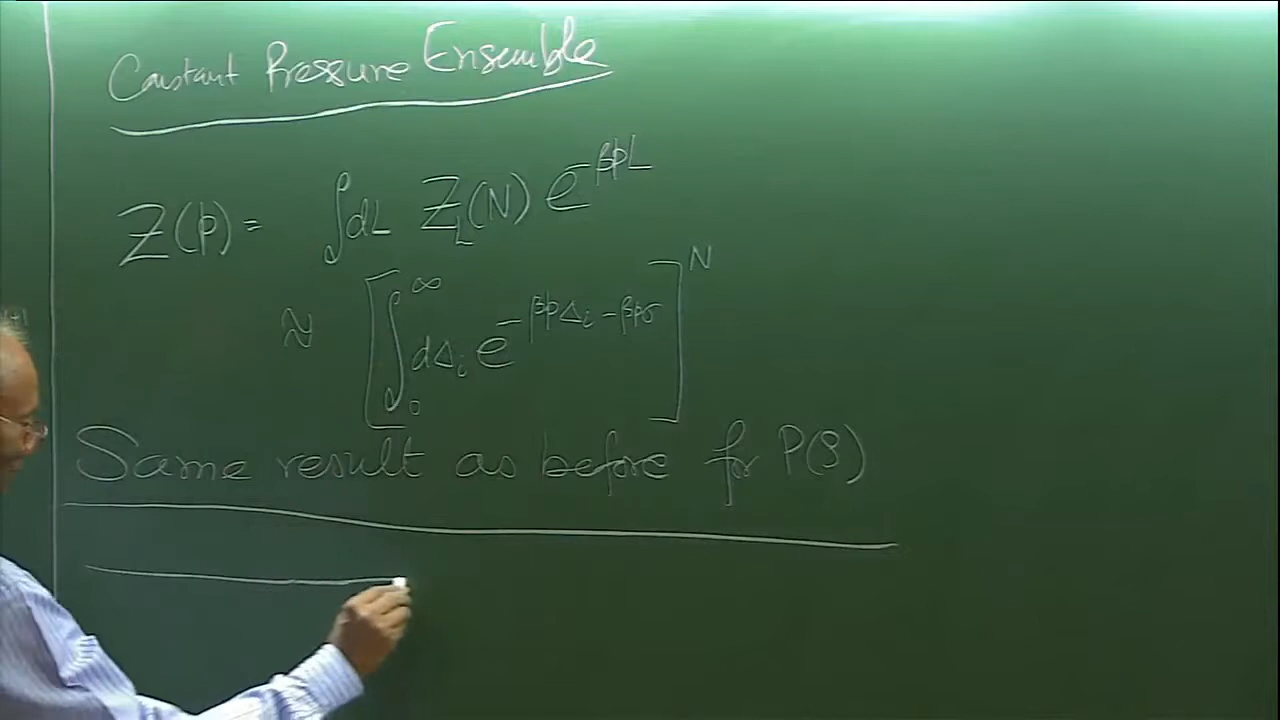 Constant Pressure Ensemble
Z(p) = ∫dL Z_L(N) e^{-βpL}
≈ [∫_0^∞ dΔ_i e^{-βpΔ_i - βpσ}]^N
Same result as before for P(ρ)